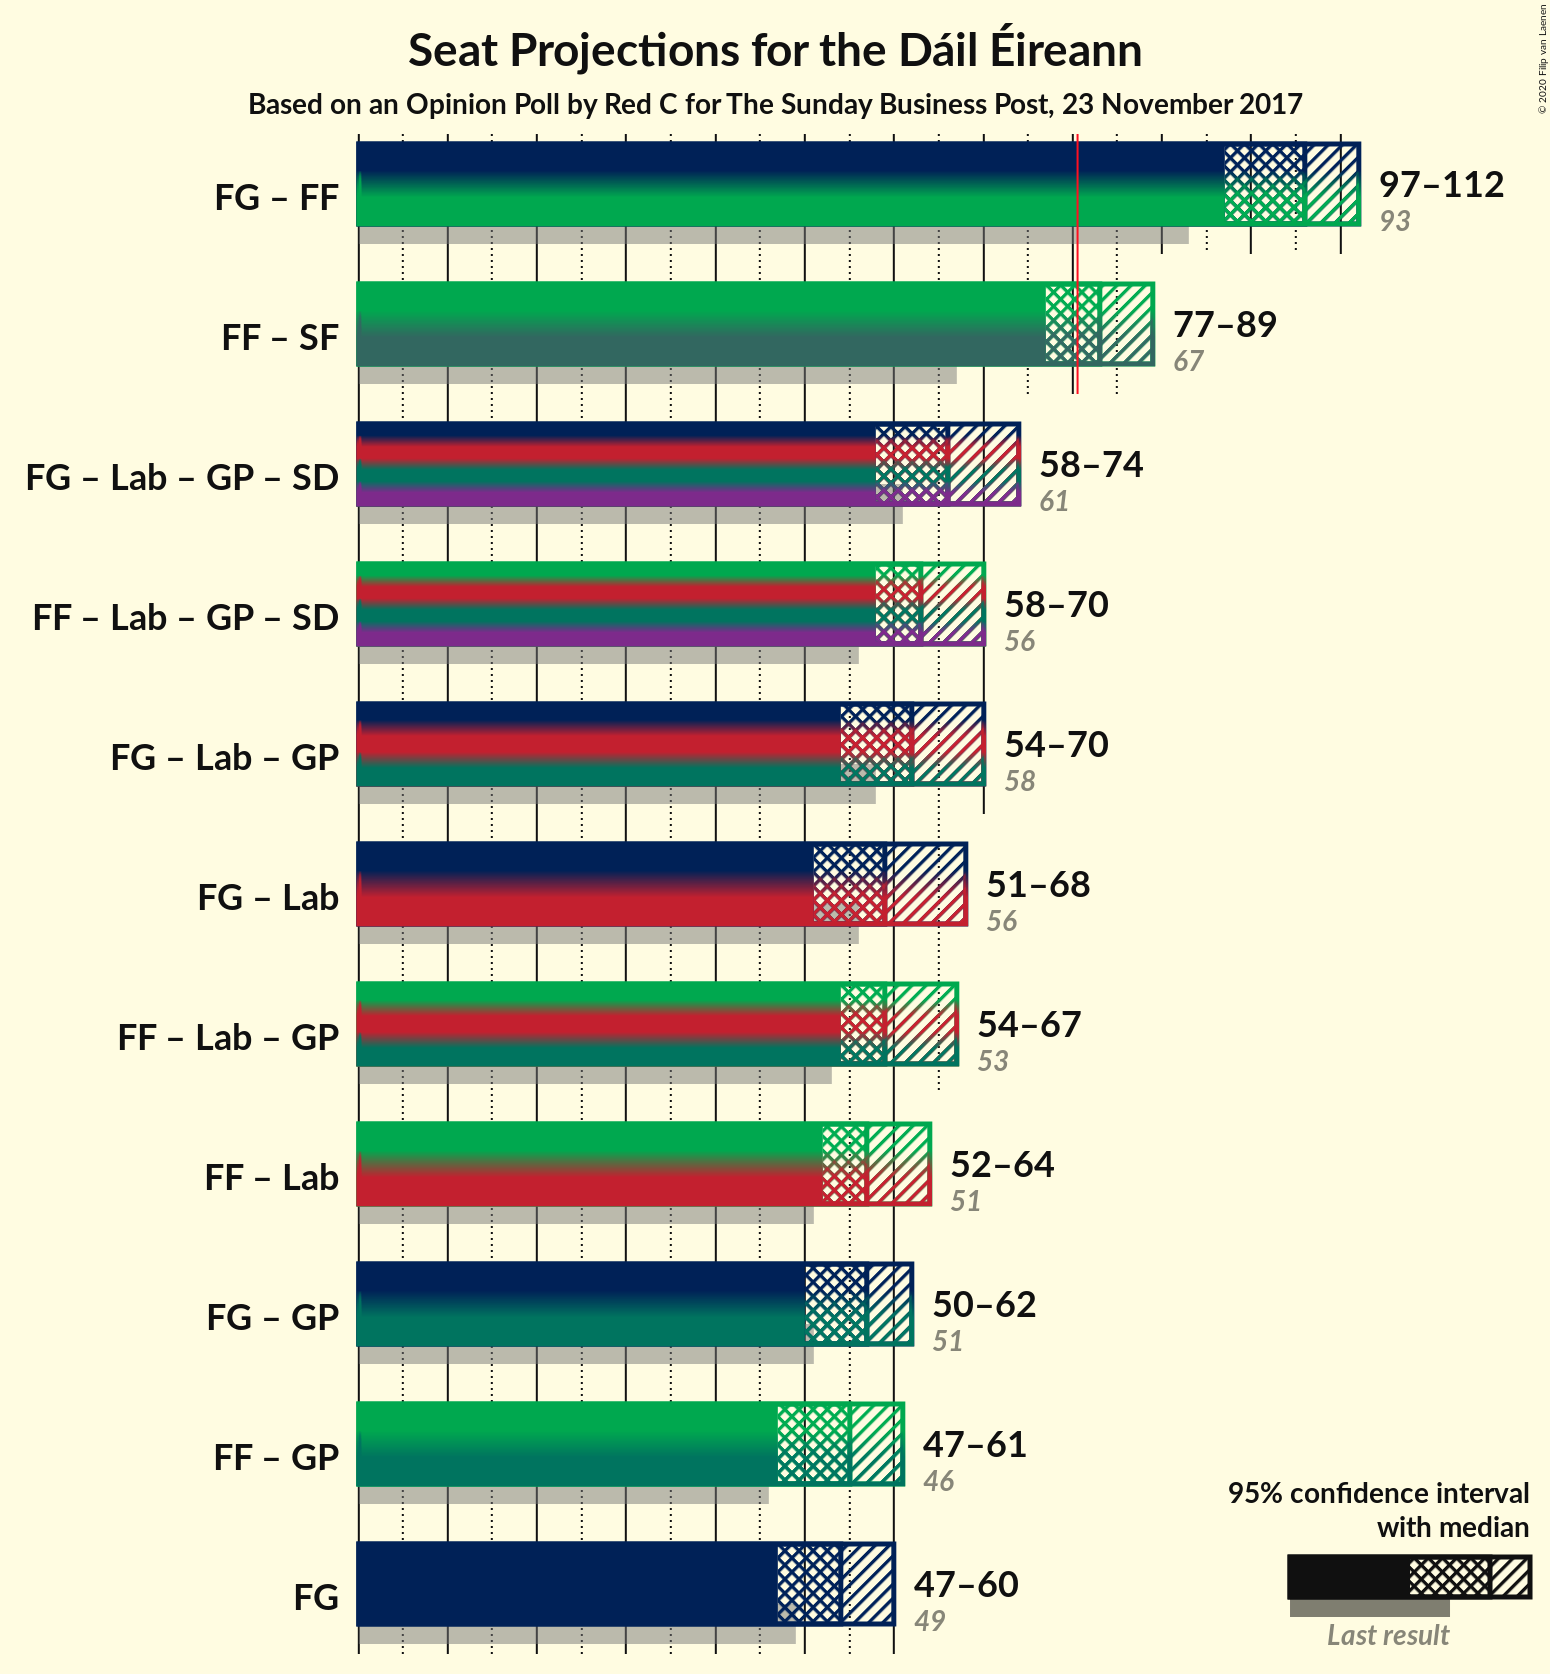 Seat Projections for the Dáil Éireann
Based on an Opinion Poll by Red C for The Sunday Business Post, 23 November 2017
© 2020 Filip van Laenen
FG – FF
97–112
93
FF – SF
77–89
67
FG – Lab – GP – SD
58–74
61
FF – Lab – GP – SD
58–70
56
FG – Lab – GP
54–70
58
FG – Lab
51–68
56
FF – Lab – GP
54–67
53
FF – Lab
52–64
51
FG – GP
50–62
51
FF – GP
47–61
46
FG
47–60
49
95% confidence interval
with median
Last result